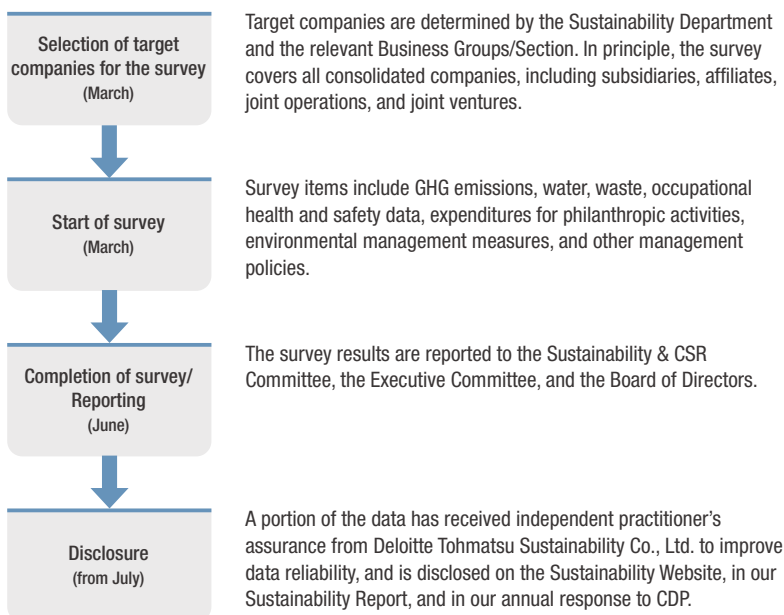 Selection of target
companies for the survey
(March)
Target companies are determined by the Sustainability Department
and the relevant Business Groups/Section. In principle, the survey
covers all consolidated companies, including subsidiaries, affiliates,
joint operations, and joint ventures.
Start of survey
(March)
Survey items include GHG emissions, water, waste, occupational
health and safety data, expenditures for philanthropic activities,
environmental management measures, and other management
policies.
Completion of survey/
Reporting
(June)
The survey results are reported to the Sustainability & CSR
Committee, the Executive Committee, and the Board of Directors.
Disclosure
(from July)
A portion of the data has received independent practitioner’s
assurance from Deloitte Tohmatsu Sustainability Co., Ltd. to improve
data reliability, and is disclosed on the Sustainability Website, in our
Sustainability Report, and in our annual response to CDP.